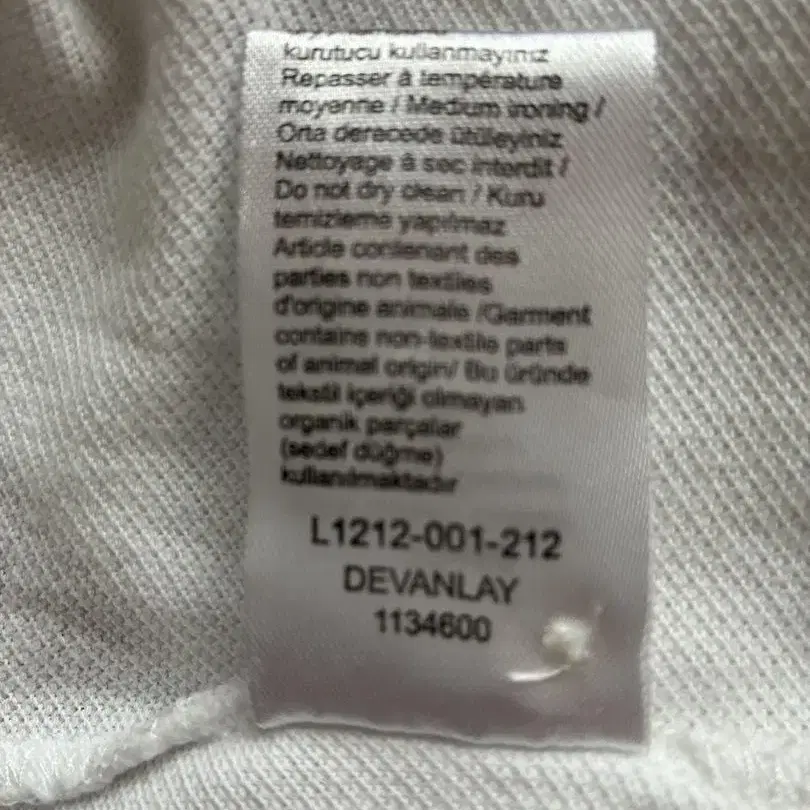 kurutucu kullanmayınız
Repasser à température
moyenne / Medium ironing /
Orta derecede ütüleyiniz
Nettoyage à sec interdit /
Do not dry clean / Kuru
temizleme yapılmaz
Article contenant des
parties non textiles
d'origine animale /Garment
contains non-textile parts
of animal origin/ Bu üründe
tekstil içeriği olmayan
organik parçalar
(sedef düğme)
kullanılmaktadır
L1212-001-212
DEVANLAY
1134600